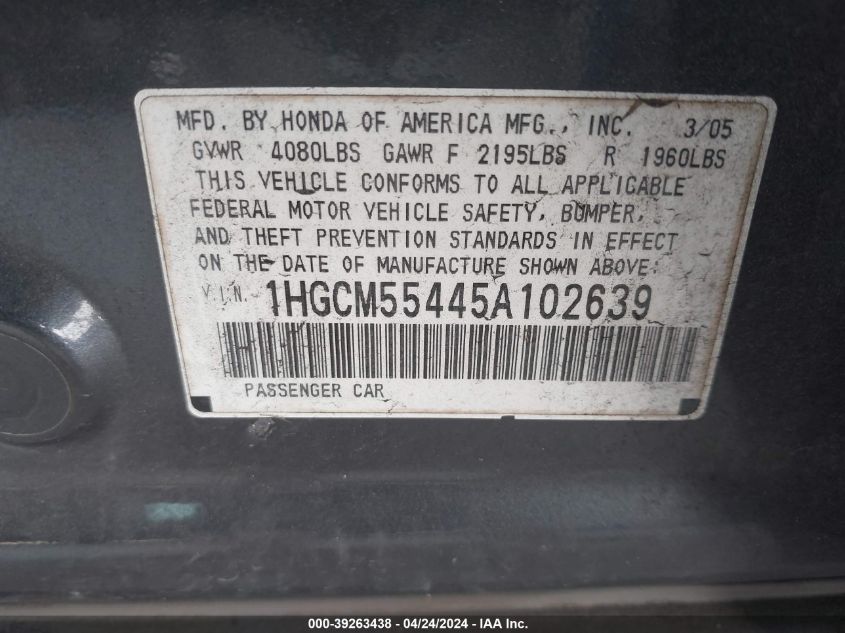 MFD. BY HONDA OF AMERICA MFG., INC. 3/05
GVWR 4080LBS GAWR F 2195LBS R 1960LBS
THIS VEHICLE CONFORMS TO ALL APPLICABLE
FEDERAL MOTOR VEHICLE SAFETY, BUMPER,
AND THEFT PREVENTION STANDARDS IN EFFECT
ON THE DATE OF MANUFACTURE SHOWN ABOVE:
V.I.N. 1HGCM55445A102639
PASSENGER CAR
000-39263438 - 04/24/2024 - IAA Inc.